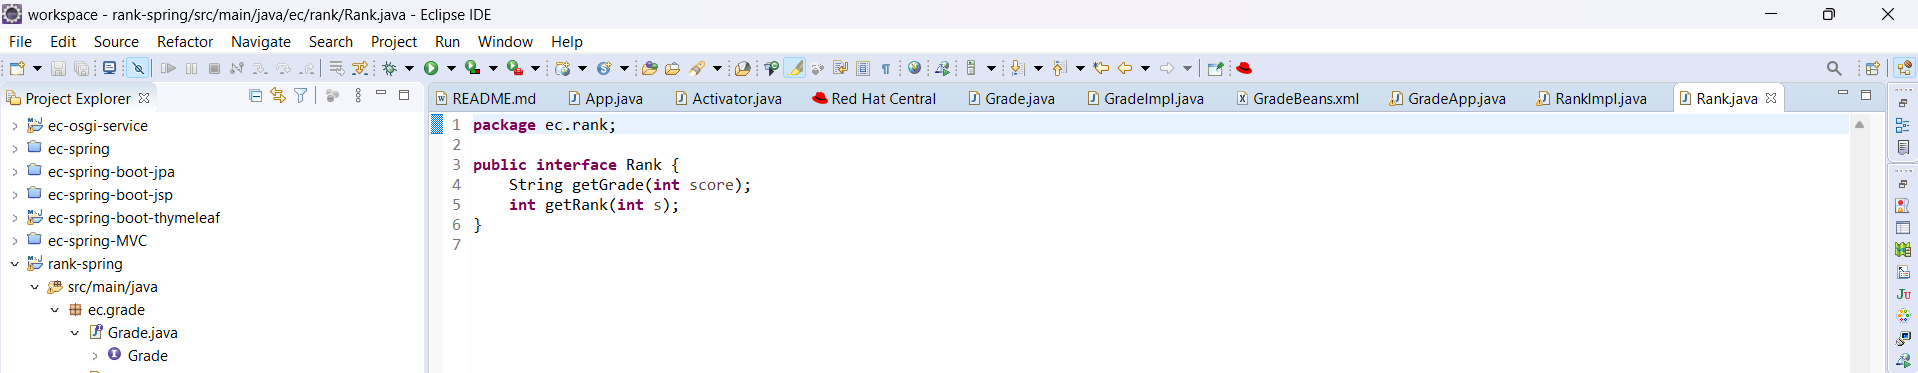 workspace - rank-spring/src/main/java/ec/rank/Rank.java - Eclipse IDE
File Edit Source Refactor Navigate Search Project Run Window Help
Project Explorer
README.md App.java Activator.java Red Hat Central Grade.java GradeImpl.java GradeBeans.xml GradeApp.java RankImpl.java Rank.java
ec-osgi-service
ec-spring
ec-spring-boot-jpa
ec-spring-boot-jsp
ec-spring-boot-thymeleaf
ec-spring-MVC
rank-spring
src/main/java
ec.grade
Grade.java
Grade
1 package ec.rank;
2
3 public interface Rank {
4     String getGrade(int score);
5     int getRank(int s);
6 }
7